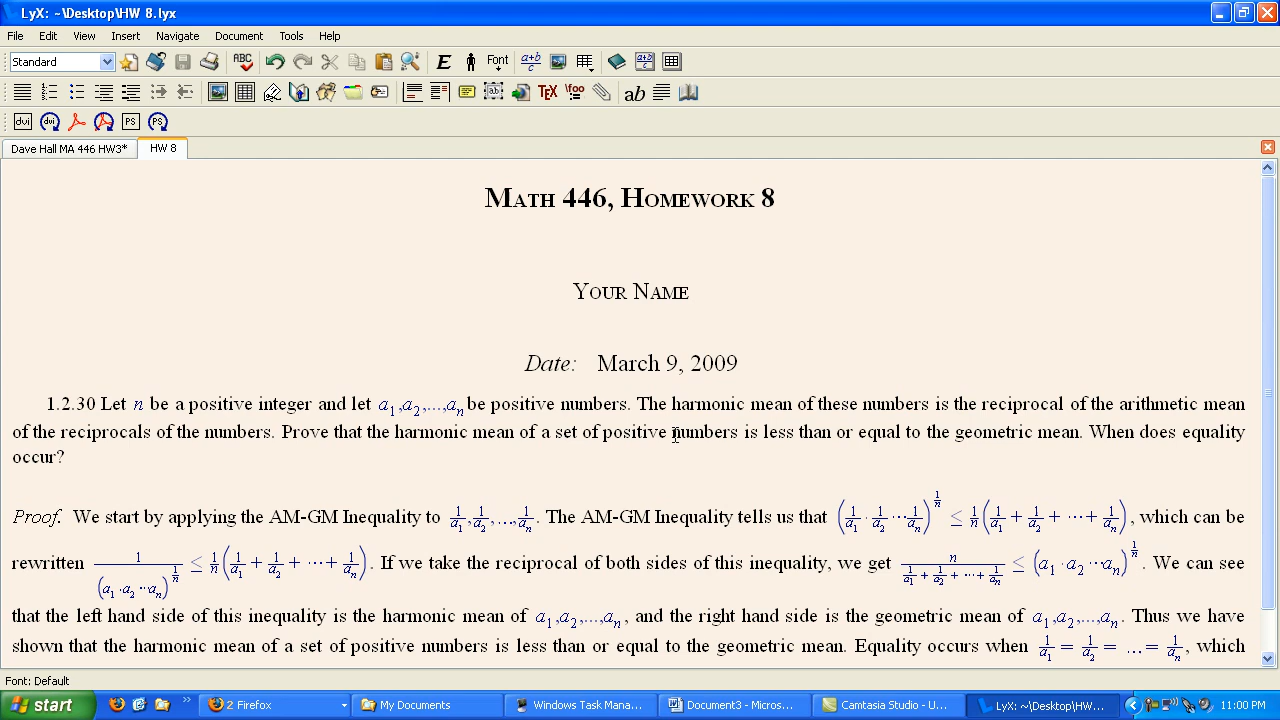 LyX: ~\Desktop\HW 8.lyx
File Edit View Insert Navigate Document Tools Help
Standard ABC E Font a+b/c a+b/c
TEX \foo ab
dvi dvi PS PS
Dave Hall MA 446 HW3* HW 8
MATH 446, HOMEWORK 8
YOUR NAME
Date: March 9, 2009
1.2.30 Let n be a positive integer and let a₁,a₂,...,aₙ be positive numbers. The harmonic mean of these numbers is the reciprocal of the arithmetic mean
of the reciprocals of the numbers. Prove that the harmonic mean of a set of positive numbers is less than or equal to the geometric mean. When does equality
occur?
Proof. We start by applying the AM-GM Inequality to 1/a₁, 1/a₂, ..., 1/aₙ. The AM-GM Inequality tells us that (1/a₁ · 1/a₂ ··· 1/aₙ)^(1/n) ≤ 1/n (1/a₁ + 1/a₂ + ··· + 1/aₙ), which can be
rewritten 1/(a₁·a₂···aₙ)^(1/n) ≤ 1/n (1/a₁ + 1/a₂ + ··· + 1/aₙ). If we take the reciprocal of both sides of this inequality, we get n/(1/a₁ + 1/a₂ + ··· + 1/aₙ) ≤ (a₁·a₂···aₙ)^(1/n). We can see
that the left hand side of this inequality is the harmonic mean of a₁,a₂,...,aₙ, and the right hand side is the geometric mean of a₁,a₂,...,aₙ. Thus we have
shown that the harmonic mean of a set of positive numbers is less than or equal to the geometric mean. Equality occurs when 1/a₁ = 1/a₂ = ... = 1/aₙ, which
Font: Default
start 2 Firefox My Documents Windows Task Mana... Document3 - Micros... Camtasia Studio - U... LyX: ~\Desktop\HW... 11:00 PM